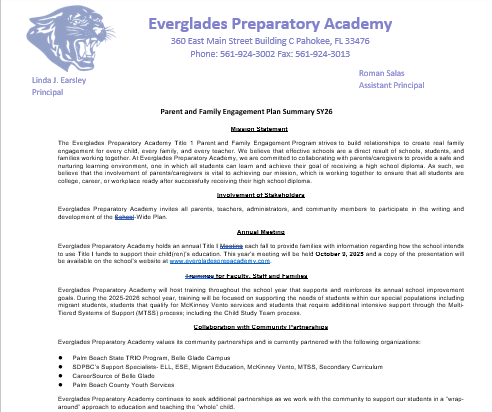 Everglades Preparatory Academy
360 East Main Street Building C Pahokee, FL 33476
Phone: 561-924-3002 Fax: 561-924-3013
Linda J. Earsley
Principal
Roman Salas
Assistant Principal
Parent and Family Engagement Plan Summary SY26
Mission Statement
The Everglades Preparatory Academy Title 1 Parent and Family Engagement Program strives to build relationships to create real family
engagement for every child, every family, and every teacher. We believe that effective schools are a direct result of schools, students, and
families working together. At Everglades Preparatory Academy, we are committed to collaborating with parents/caregivers to provide a safe and
nurturing learning environment, one in which all students can learn and achieve their goal of receiving a high school diploma. As such, we
believe that the involvement of parents/caregivers is vital to achieving our mission, which is working together to ensure that all students are
college, career, or workplace ready after successfully receiving their high school diploma.
Involvement of Stakeholders
Everglades Preparatory Academy invites all parents, teachers, administrators, and community members to participate in the writing and
development of the School-Wide Plan.
Annual Meeting
Everglades Preparatory Academy holds an annual Title I Meeting each fall to provide families with information regarding how the school intends
to use Title I funds to support their child(ren)'s education. This year's meeting will be held October 9, 2025 and a copy of the presentation
will be available on the school's website at www.evergladesprepacademy.com.
Trainings for Faculty, Staff and Families
Everglades Preparatory Academy will host training throughout the school year that supports and reinforces its annual school improvement
goals. During the 2025-2026 school year, training will be focused on supporting the needs of students within our special populations including
migrant students, students that qualify for McKinney Vento services and students that require additional intensive support through the Multi-
Tiered Systems of Support (MTSS) process; including the Child Study Team process.
Collaboration with Community Partnerships
Everglades Preparatory Academy values its community partnerships and is currently partnered with the following organizations:
● Palm Beach State TRIO Program, Belle Glade Campus
● SDPBC's Support Specialists- ELL, ESE, Migrant Education, McKinney Vento, MTSS, Secondary Curriculum
● CareerSource of Belle Glade
● Palm Beach County Youth Services
Everglades Preparatory Academy continues to seek additional partnerships as we work with our community to support our students in a "wrap-
around" approach to education and teaching the "whole" child.